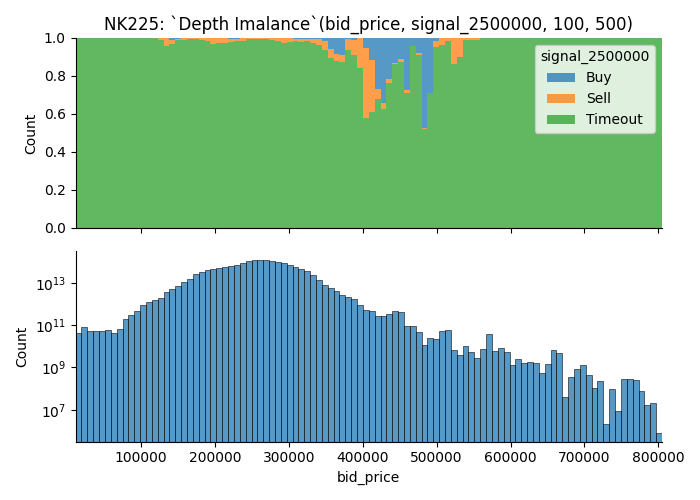 NK225: `Depth Imalance`(bid_price, signal_2500000, 100, 500)
1.0
0.8
0.6
0.4
0.2
0.0
Count
signal_2500000
Buy
Sell
Timeout
10^13
10^11
10^9
10^7
Count
100000 200000 300000 400000 500000 600000 700000 800000
bid_price